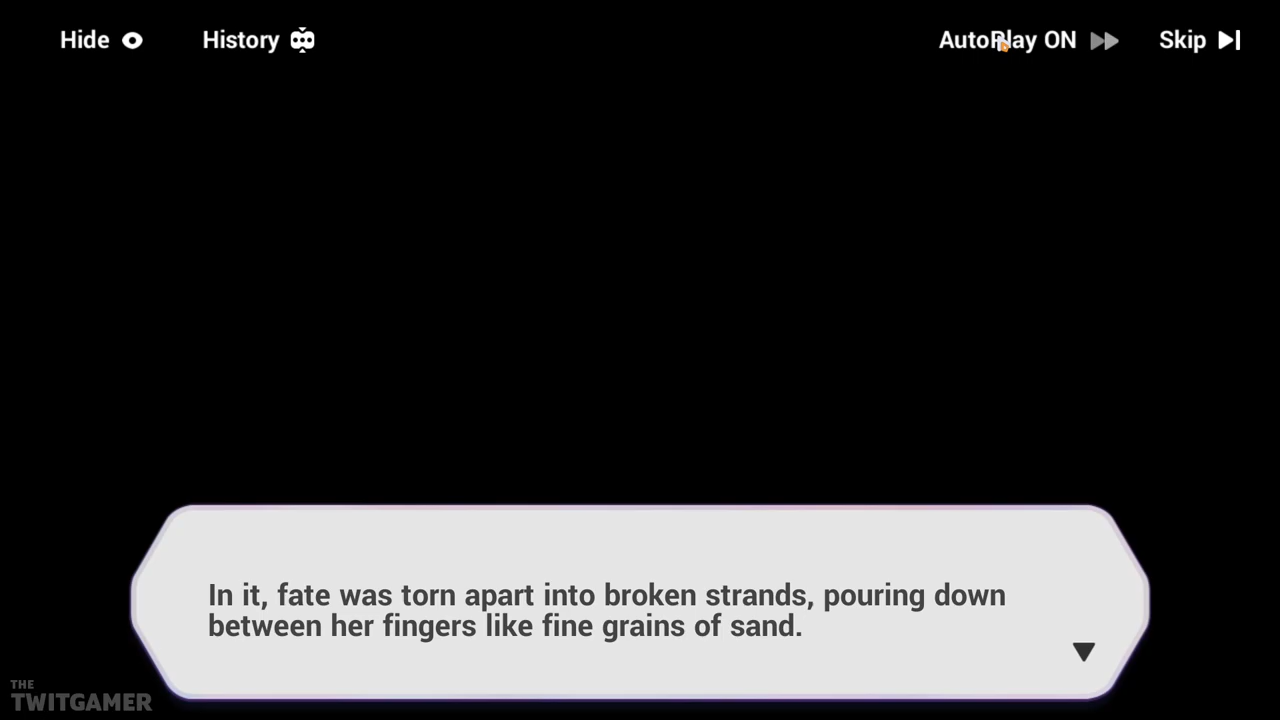 Hide
History
AutoPlay ON
Skip
In it, fate was torn apart into broken strands, pouring down
between her fingers like fine grains of sand.
THE
TWITGAMER